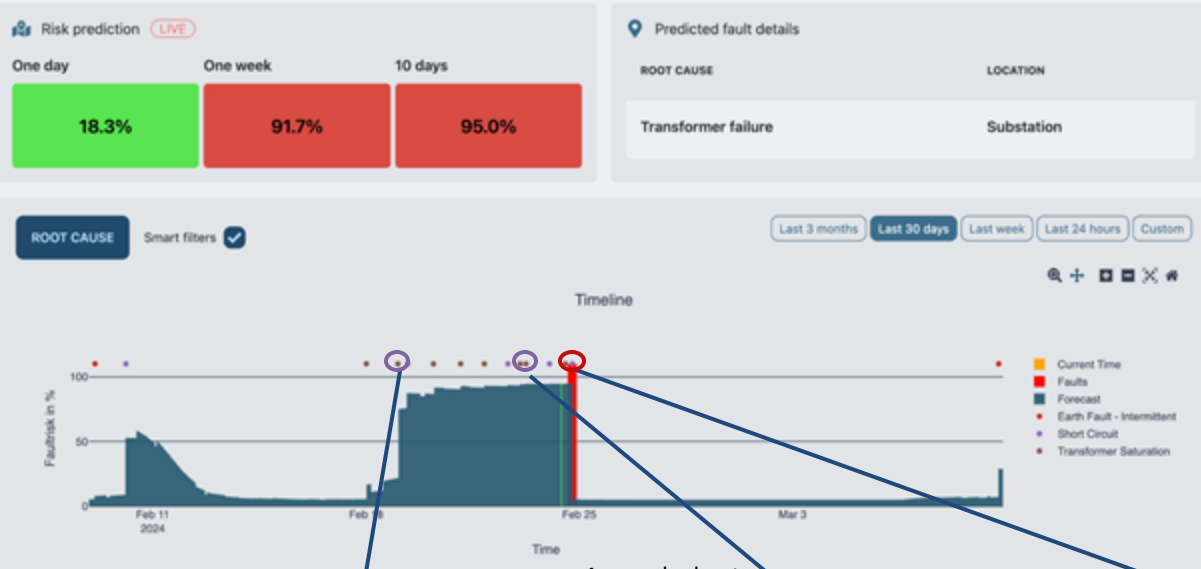 Risk prediction LIVE
One day One week 10 days
18.3% 91.7% 95.0%
Predicted fault details
ROOT CAUSE LOCATION
Transformer failure Substation
ROOT CAUSE Smart filters
Last 3 months Last 30 days Last week Last 24 hours Custom
Timeline
100
50
0
Faultrisk in %
Feb 11 Feb 18 Feb 25 Mar 3
2024
Time
Current Time
Faults
Forecast
Earth Fault - Intermittent
Short Circuit
Transformer Saturation